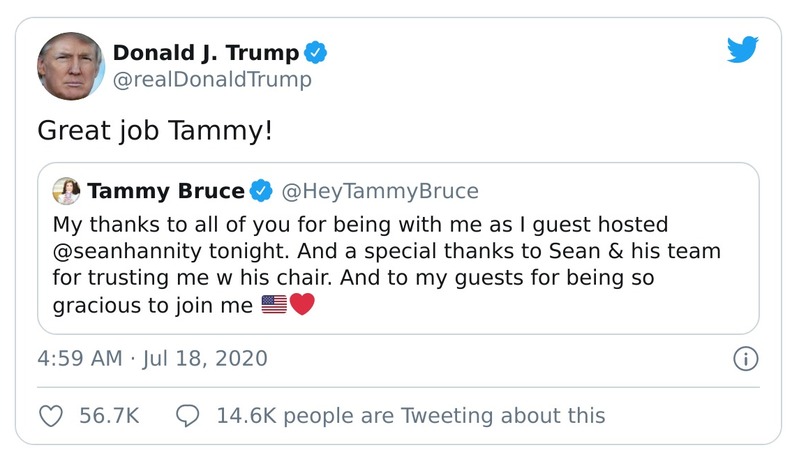 Donald J. Trump
@realDonaldTrump
Great job Tammy!
Tammy Bruce @HeyTammyBruce
My thanks to all of you for being with me as I guest hosted
@seanhannity tonight. And a special thanks to Sean & his team
for trusting me w his chair. And to my guests for being so
gracious to join me 🇺🇸❤️
4:59 AM · Jul 18, 2020
56.7K 14.6K people are Tweeting about this